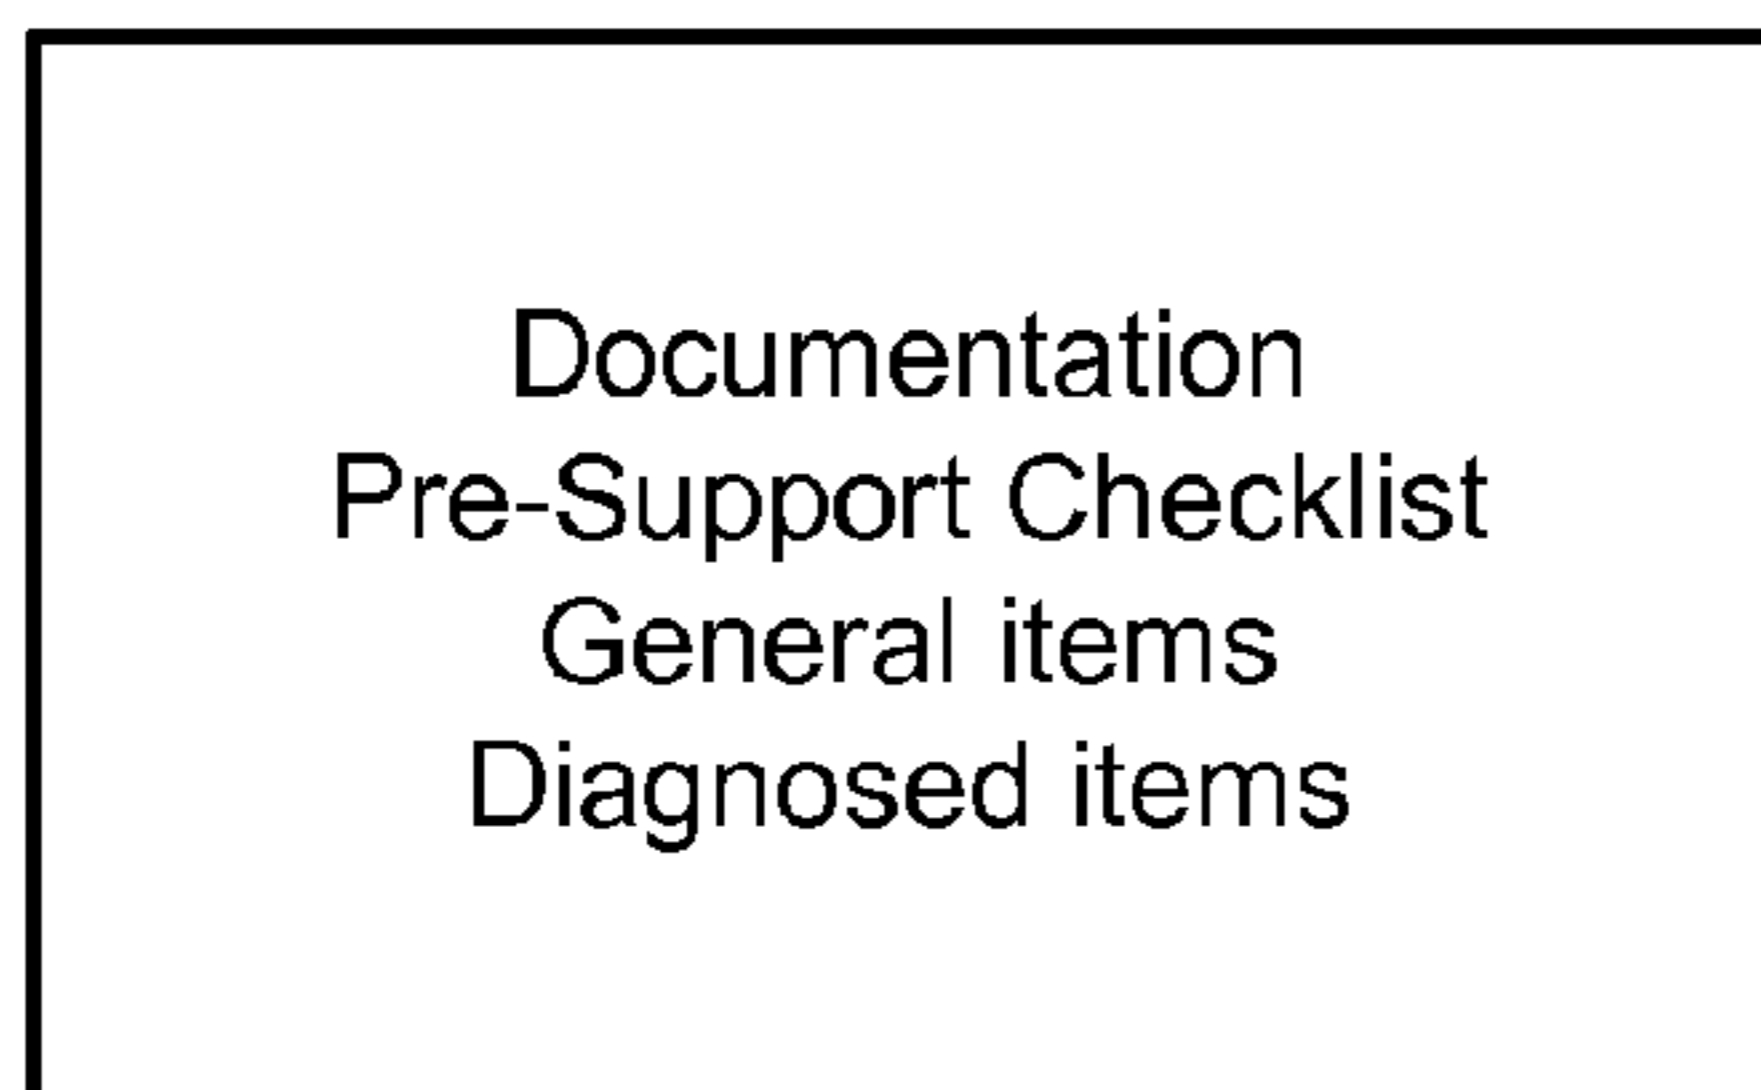 Documentation
Pre-Support Checklist
General items
Diagnosed items